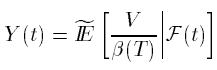 Y(t) = \widetilde{I\!\!E} \left[ \frac{V}{\beta(T)} \middle| \mathcal{F}(t) \right]